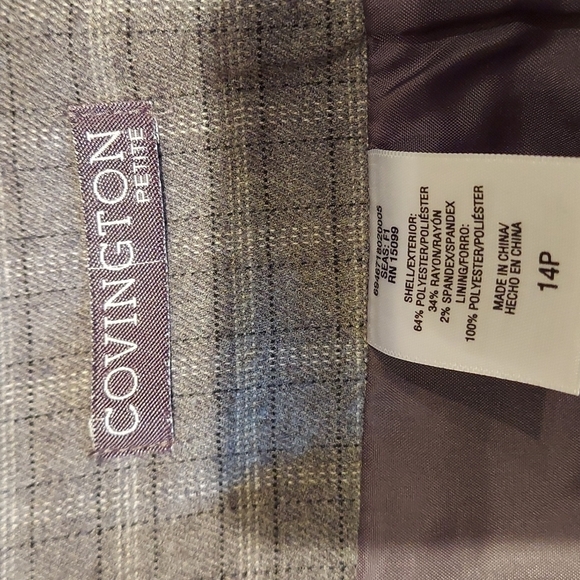 COVINGTON
PETITE
6948718020005
SEAS: F1
RN 15099
SHELL/EXTERIOR:
64% POLYESTER/POLIÉSTER
34% RAYON/RAYÓN
2% SPANDEX/SPANDEX
LINING/FORRO:
100% POLYESTER/POLIÉSTER
MADE IN CHINA/
HECHO EN CHINA
14P